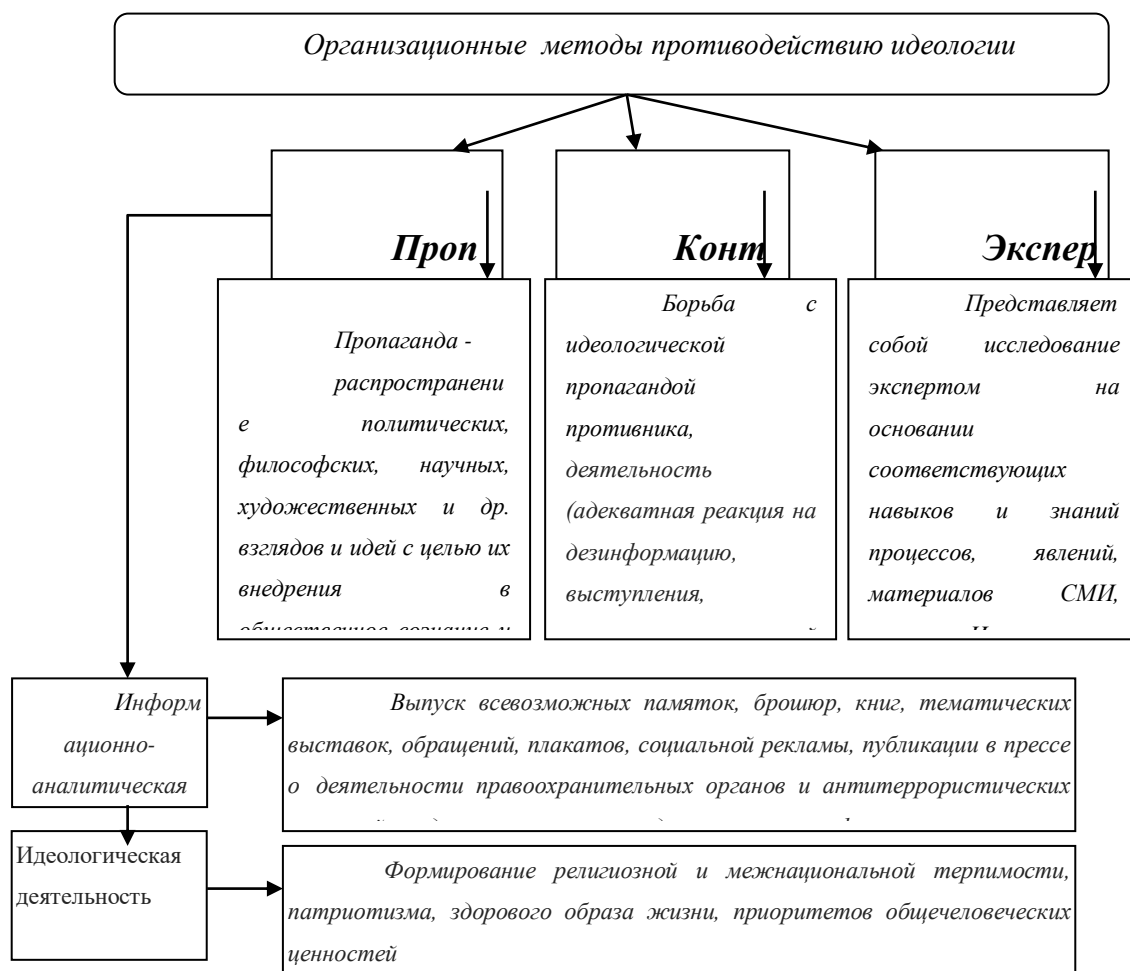 Организационные методы противодействию идеологии
Проп
Конт
Экспер
Пропаганда -
распространени
е политических,
философских, научных,
художественных и др.
взглядов и идей с целью их
внедрения в
общественное сознание и
Борьба с
идеологической
пропагандой
противника,
деятельность
(адекватная реакция на
дезинформацию,
выступления,
Представляет
собой исследование
экспертом на
основании
соответствующих
навыков и знаний
процессов, явлений,
материалов СМИ,
Информ
ационно-
аналитическая
Выпуск всевозможных памяток, брошюр, книг, тематических
выставок, обращений, плакатов, социальной рекламы, публикации в прессе
о деятельности правоохранительных органов и антитеррористических
Идеологическая
деятельность
Формирование религиозной и межнациональной терпимости,
патриотизма, здорового образа жизни, приоритетов общечеловеческих
ценностей